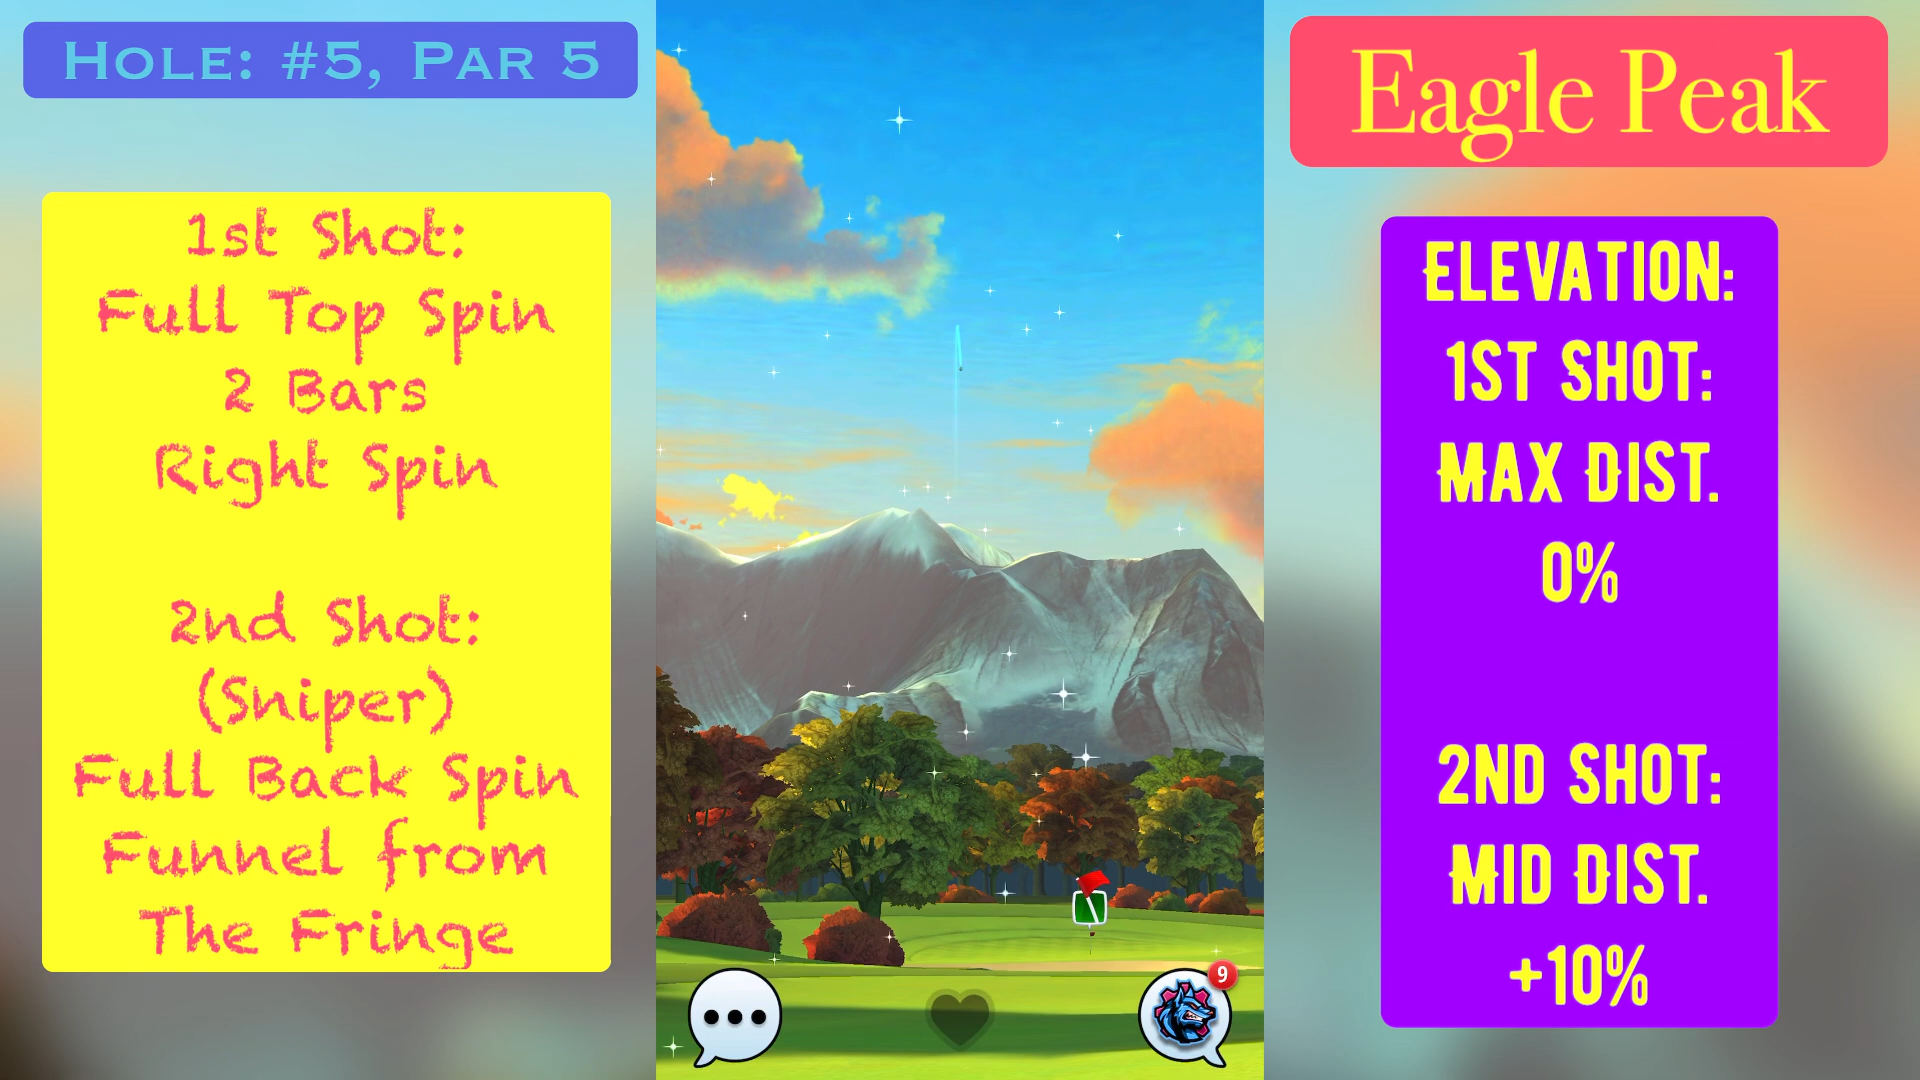 Hole: #5, Par 5
1st Shot:
Full Top Spin
2 Bars
Right Spin
2nd Shot:
(Sniper)
Full Back Spin
Funnel from
The Fringe
9
Eagle Peak
ELEVATION:
1ST SHOT:
MAX DIST.
0%
2ND SHOT:
MID DIST.
+10%